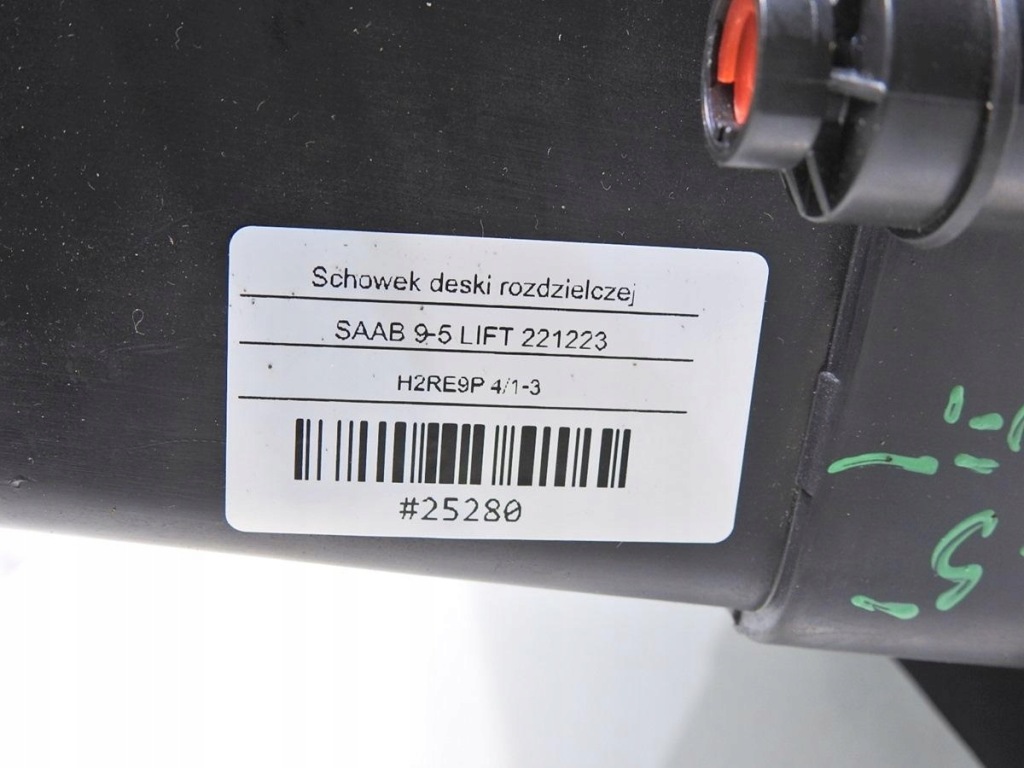 Schowek deski rozdzielczej
SAAB 9-5 LIFT 221223
H2RE9P 4/1-3
#25280